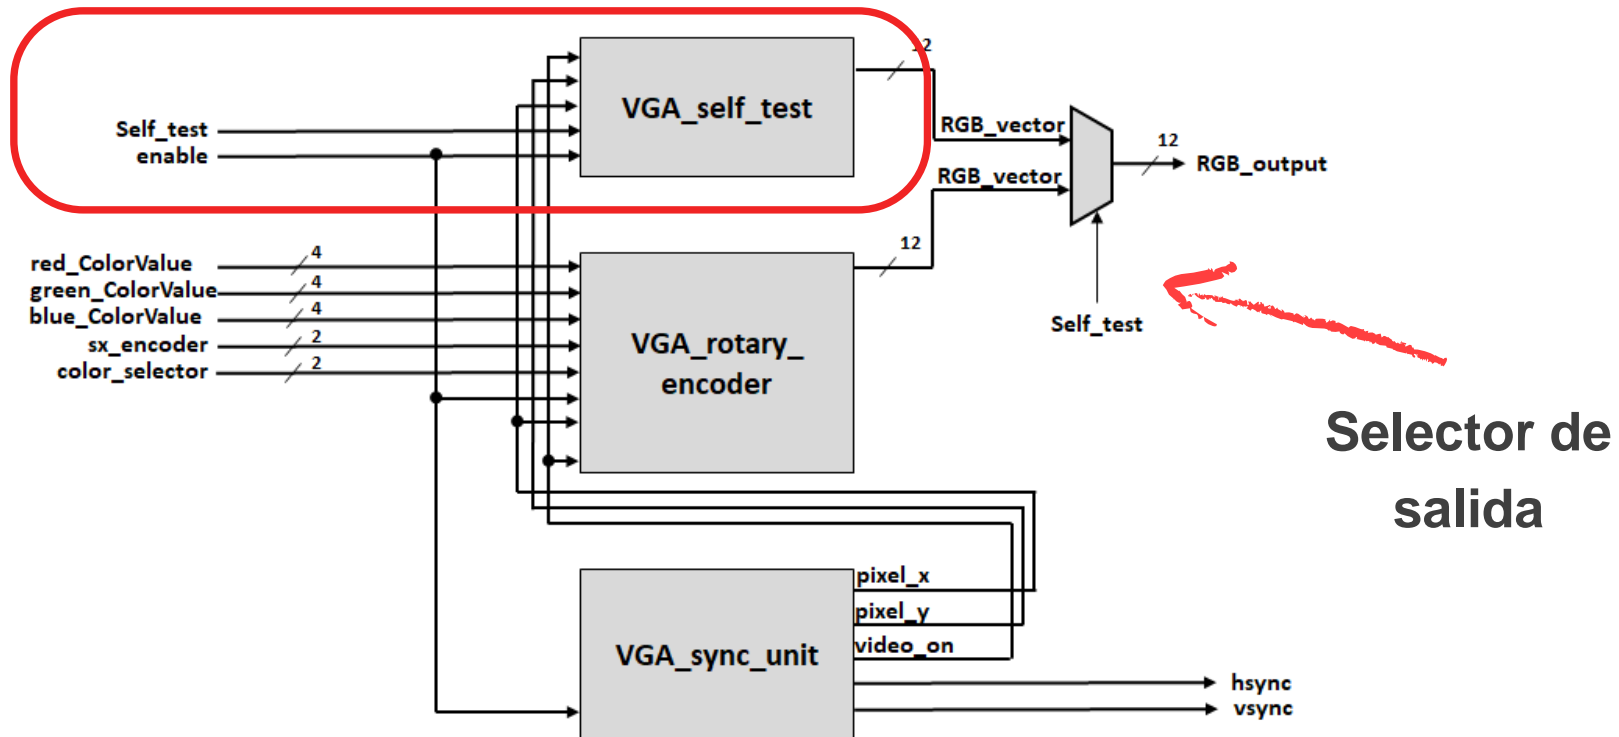 12
VGA_self_test
Self_test
enable
RGB_vector
12
RGB_output
RGB_vector
12
red_ColorValue
4
green_ColorValue
4
blue_ColorValue
4
sx_encoder
2
color_selector
2
VGA_rotary_
encoder
Self_test
Selector de
salida
pixel_x
pixel_y
video_on
VGA_sync_unit
hsync
vsync